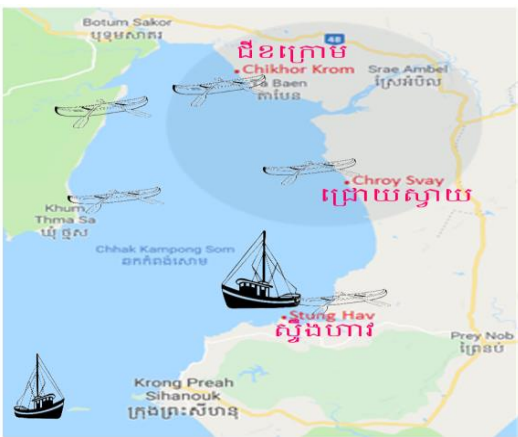 Botum Sakor
បុទុមសាគរ
48
ជីខក្រោម
Chikhor Krom
Ta Baen
តាបែន
Srae Ambel
ស្រែអំបិល
Chroy Svay
ជ្រោយស្វាយ
Khum
Thma Sa
ឃុំ ថ្មស
Chhak Kampong Som
ឆកកំពង់សោម
Stung Hav
ស្ទឹងហាវ
Prey Nob
ព្រៃនប់
Krong Preah
Sihanouk
ក្រុងព្រះសីហនុ